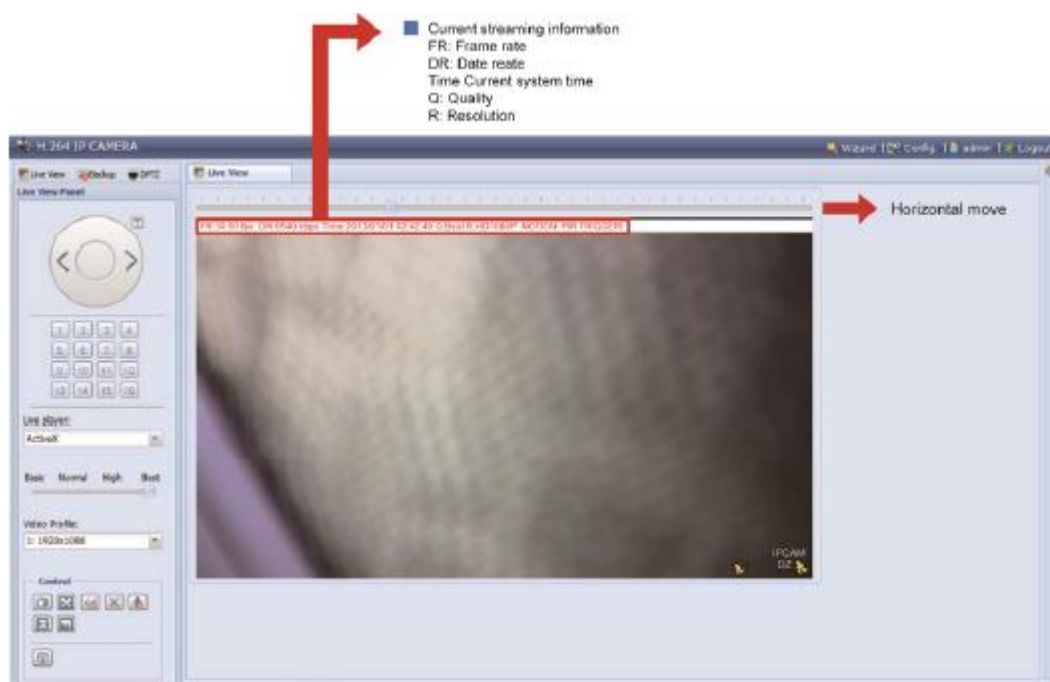 Current streaming information
FR: Frame rate
DR: Date reate
Time Current system time
Q: Quality
R: Resolution
H.264 IP CAMERA
Wizard | Config. | admin | Logout
Live View Backup DPTZ
Live View
Live View Panel
Horizontal move
1 2 3 4
5 6 7 8
9 10 11 12
13 14 15 16
Live player:
ActiveX
Basic Normal High Best
Video Profile:
1: 1920x1088
IPCAM
DZ
Control